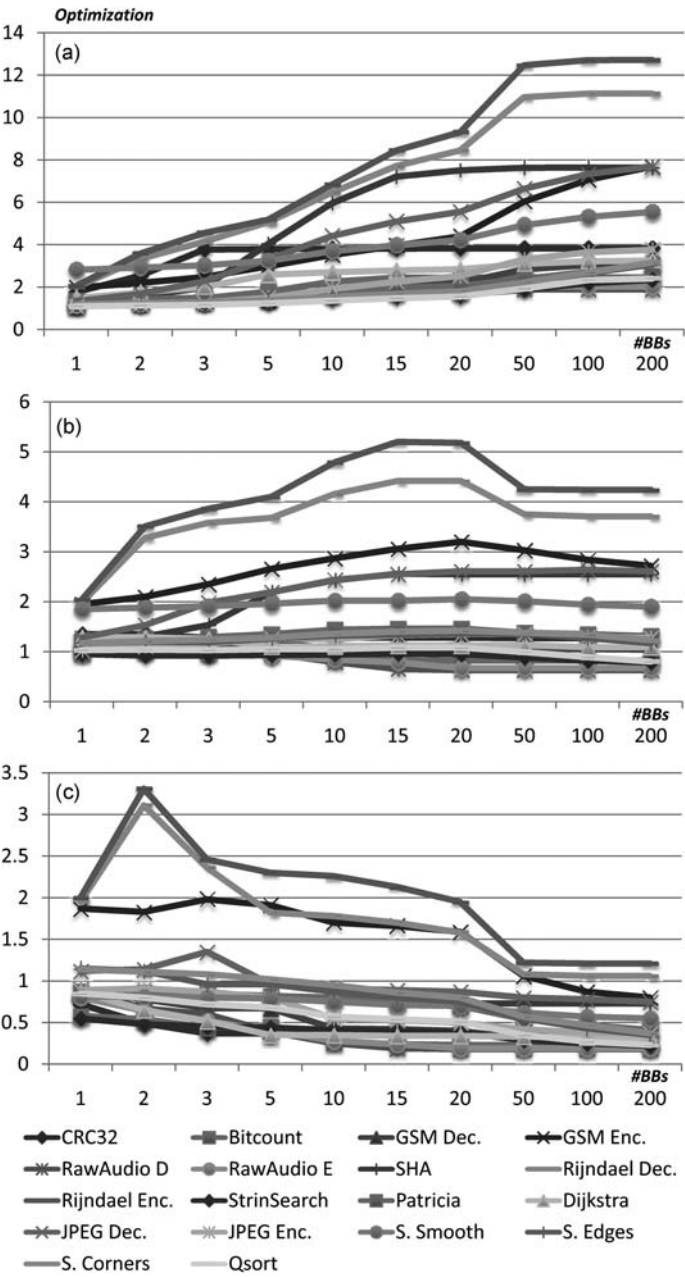 Optimization
14
(a)
12
10
8
6
4
2
0
#BBs
1 2 3 5 10 15 20 50 100 200
6
(b)
5
4
3
2
1
0
#BBs
1 2 3 5 10 15 20 50 100 200
3.5
(c)
3
2.5
2
1.5
1
0.5
0
#BBs
1 2 3 5 10 15 20 50 100 200
CRC32 Bitcount GSM Dec. GSM Enc.
RawAudio D RawAudio E SHA Rijndael Dec.
Rijndael Enc. StrinSearch Patricia Dijkstra
JPEG Dec. JPEG Enc. S. Smooth S. Edges
S. Corners Qsort